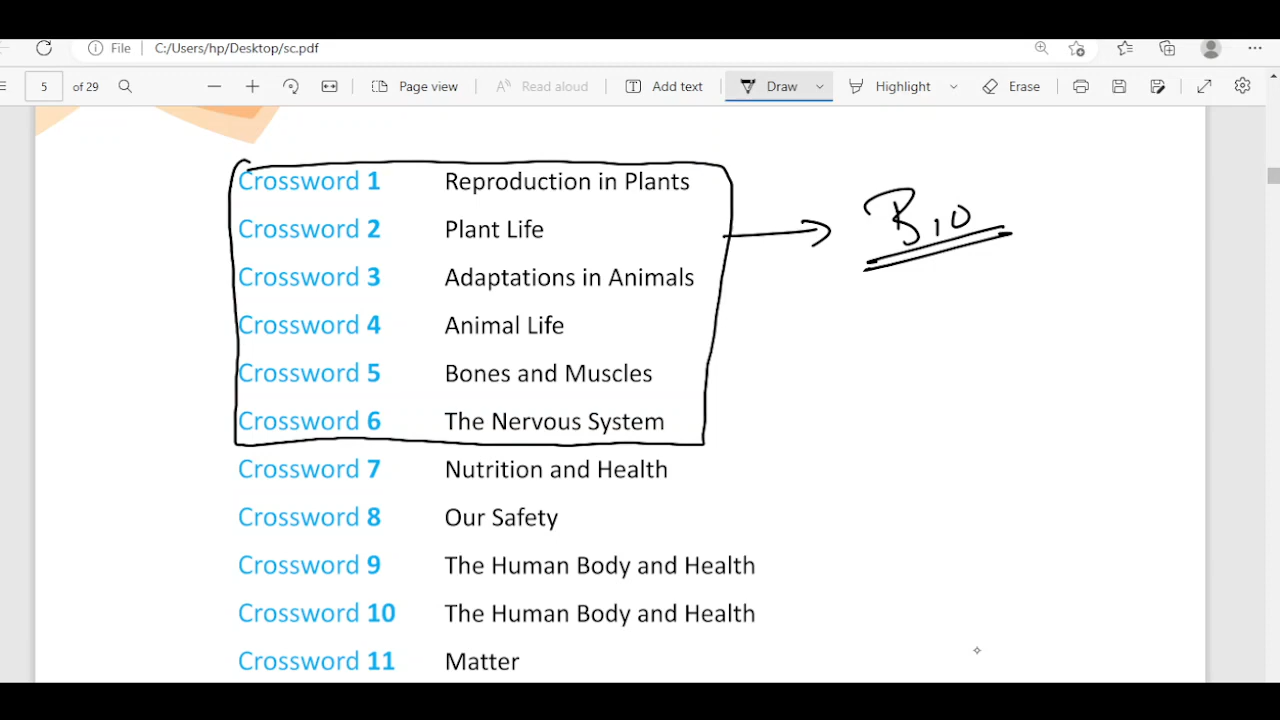 File C:/Users/hp/Desktop/sc.pdf
5 of 29 Page view Read aloud Add text Draw Highlight Erase
Crossword 1 Reproduction in Plants
Crossword 2 Plant Life
Bio
Crossword 3 Adaptations in Animals
Crossword 4 Animal Life
Crossword 5 Bones and Muscles
Crossword 6 The Nervous System
Crossword 7 Nutrition and Health
Crossword 8 Our Safety
Crossword 9 The Human Body and Health
Crossword 10 The Human Body and Health
Crossword 11 Matter